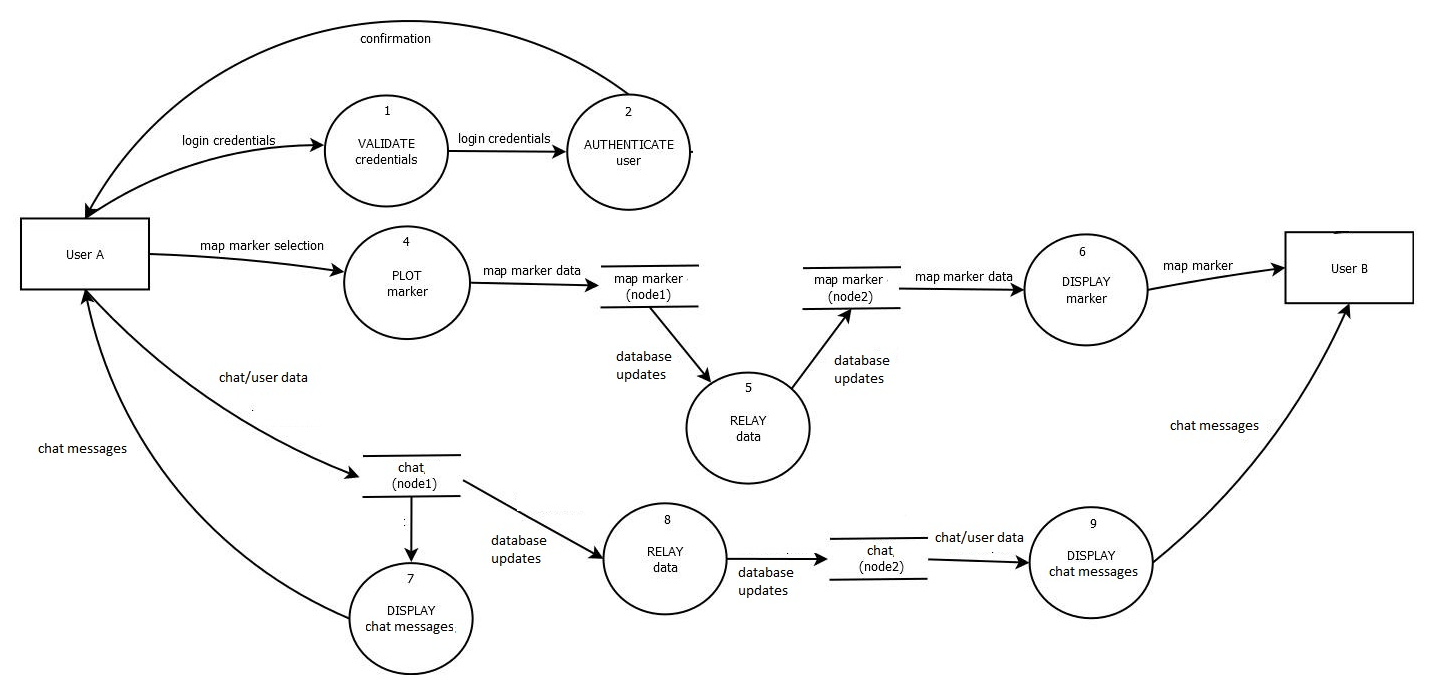 confirmation
1
VALIDATE
credentials
login credentials
login credentials
2
AUTHENTICATE
user
User A
map marker selection
4
PLOT
marker
map marker data
map marker
(node1)
map marker
(node2)
map marker data
6
DISPLAY
marker
map marker
User B
database
updates
database
updates
5
RELAY
data
chat/user data
chat messages
chat messages
chat,
(node1)
database
updates
8
RELAY
data
database
updates
chat,
(node2)
chat/user data
9
DISPLAY
chat messages
7
DISPLAY
chat messages